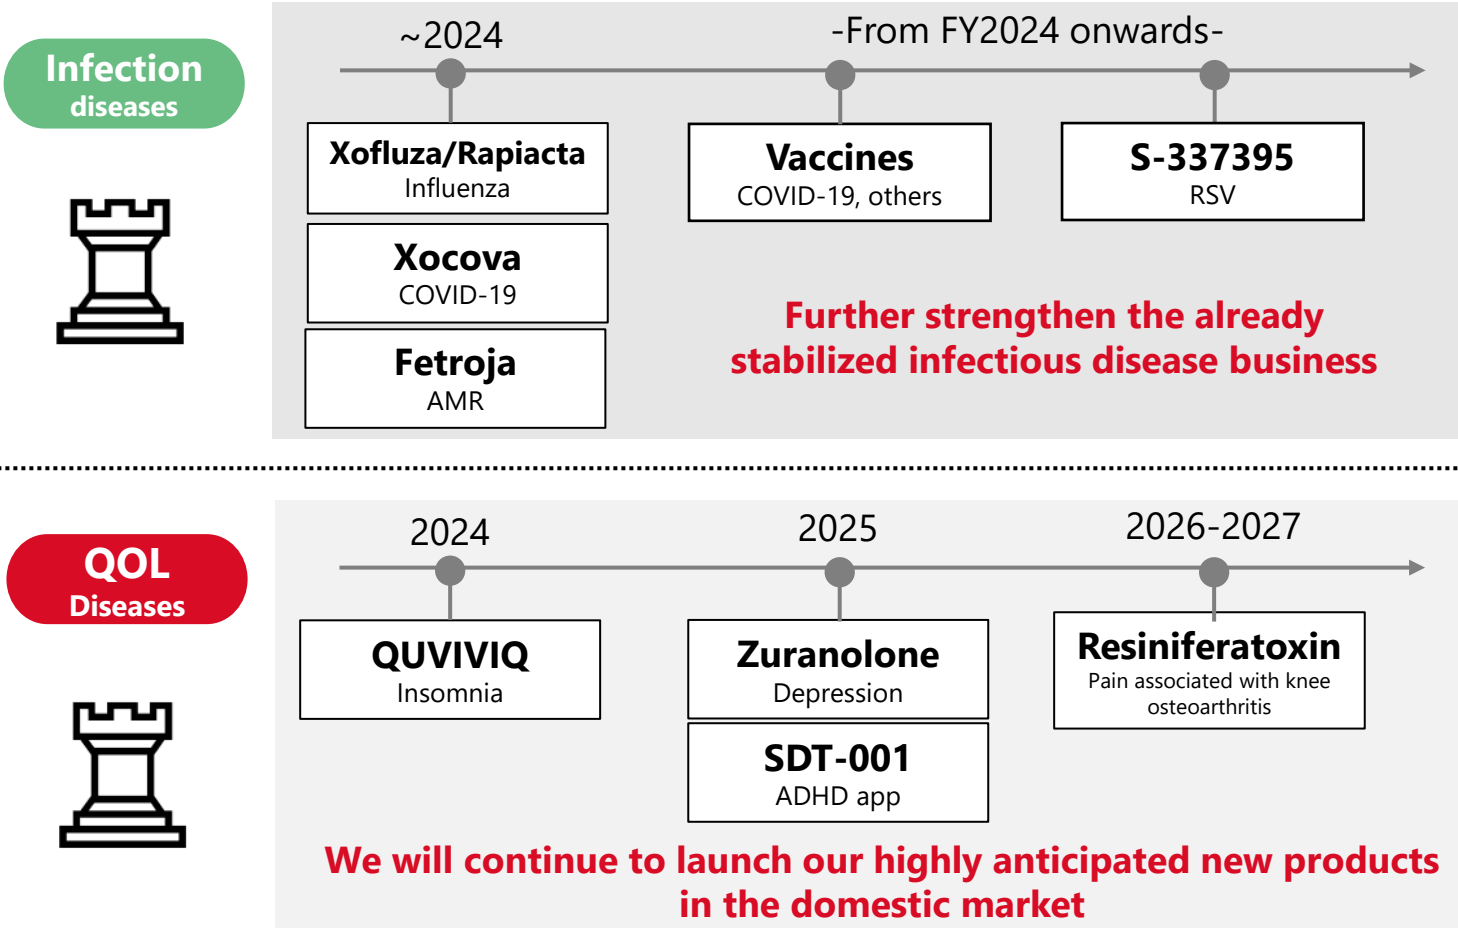 Infection
diseases
~2024
-From FY2024 onwards-
Xofluza/Rapiacta
Influenza
Xocova
COVID-19
Fetroja
AMR
Vaccines
COVID-19, others
S-337395
RSV
Further strengthen the already
stabilized infectious disease business
QOL
Diseases
2024
2025
2026-2027
QUVIVIQ
Insomnia
Zuranolone
Depression
SDT-001
ADHD app
Resiniferatoxin
Pain associated with knee
osteoarthritis
We will continue to launch our highly anticipated new products
in the domestic market